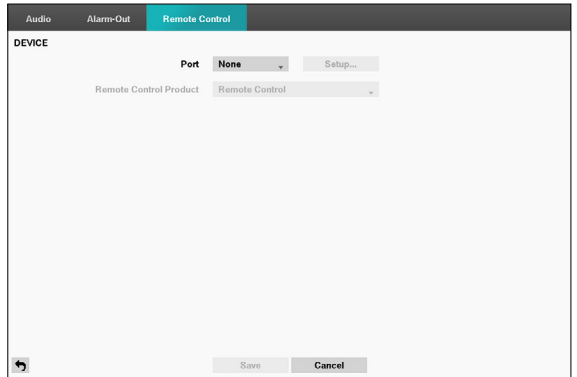 Audio Alarm-Out Remote Control
DEVICE
Port None Setup...
Remote Control Product Remote Control
Save Cancel